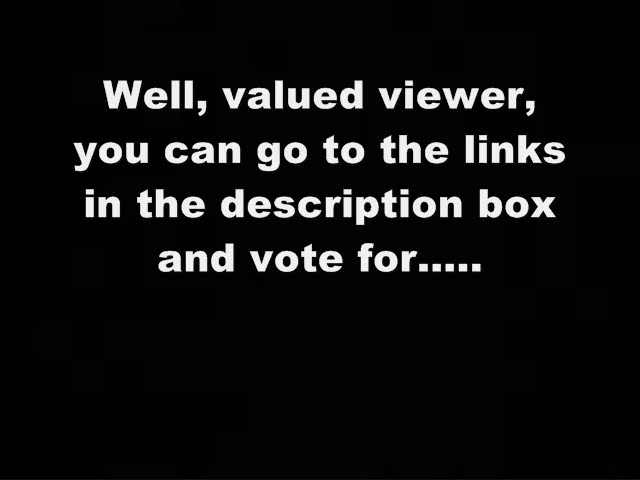 Well, valued viewer,
you can go to the links
in the description box
and vote for.....